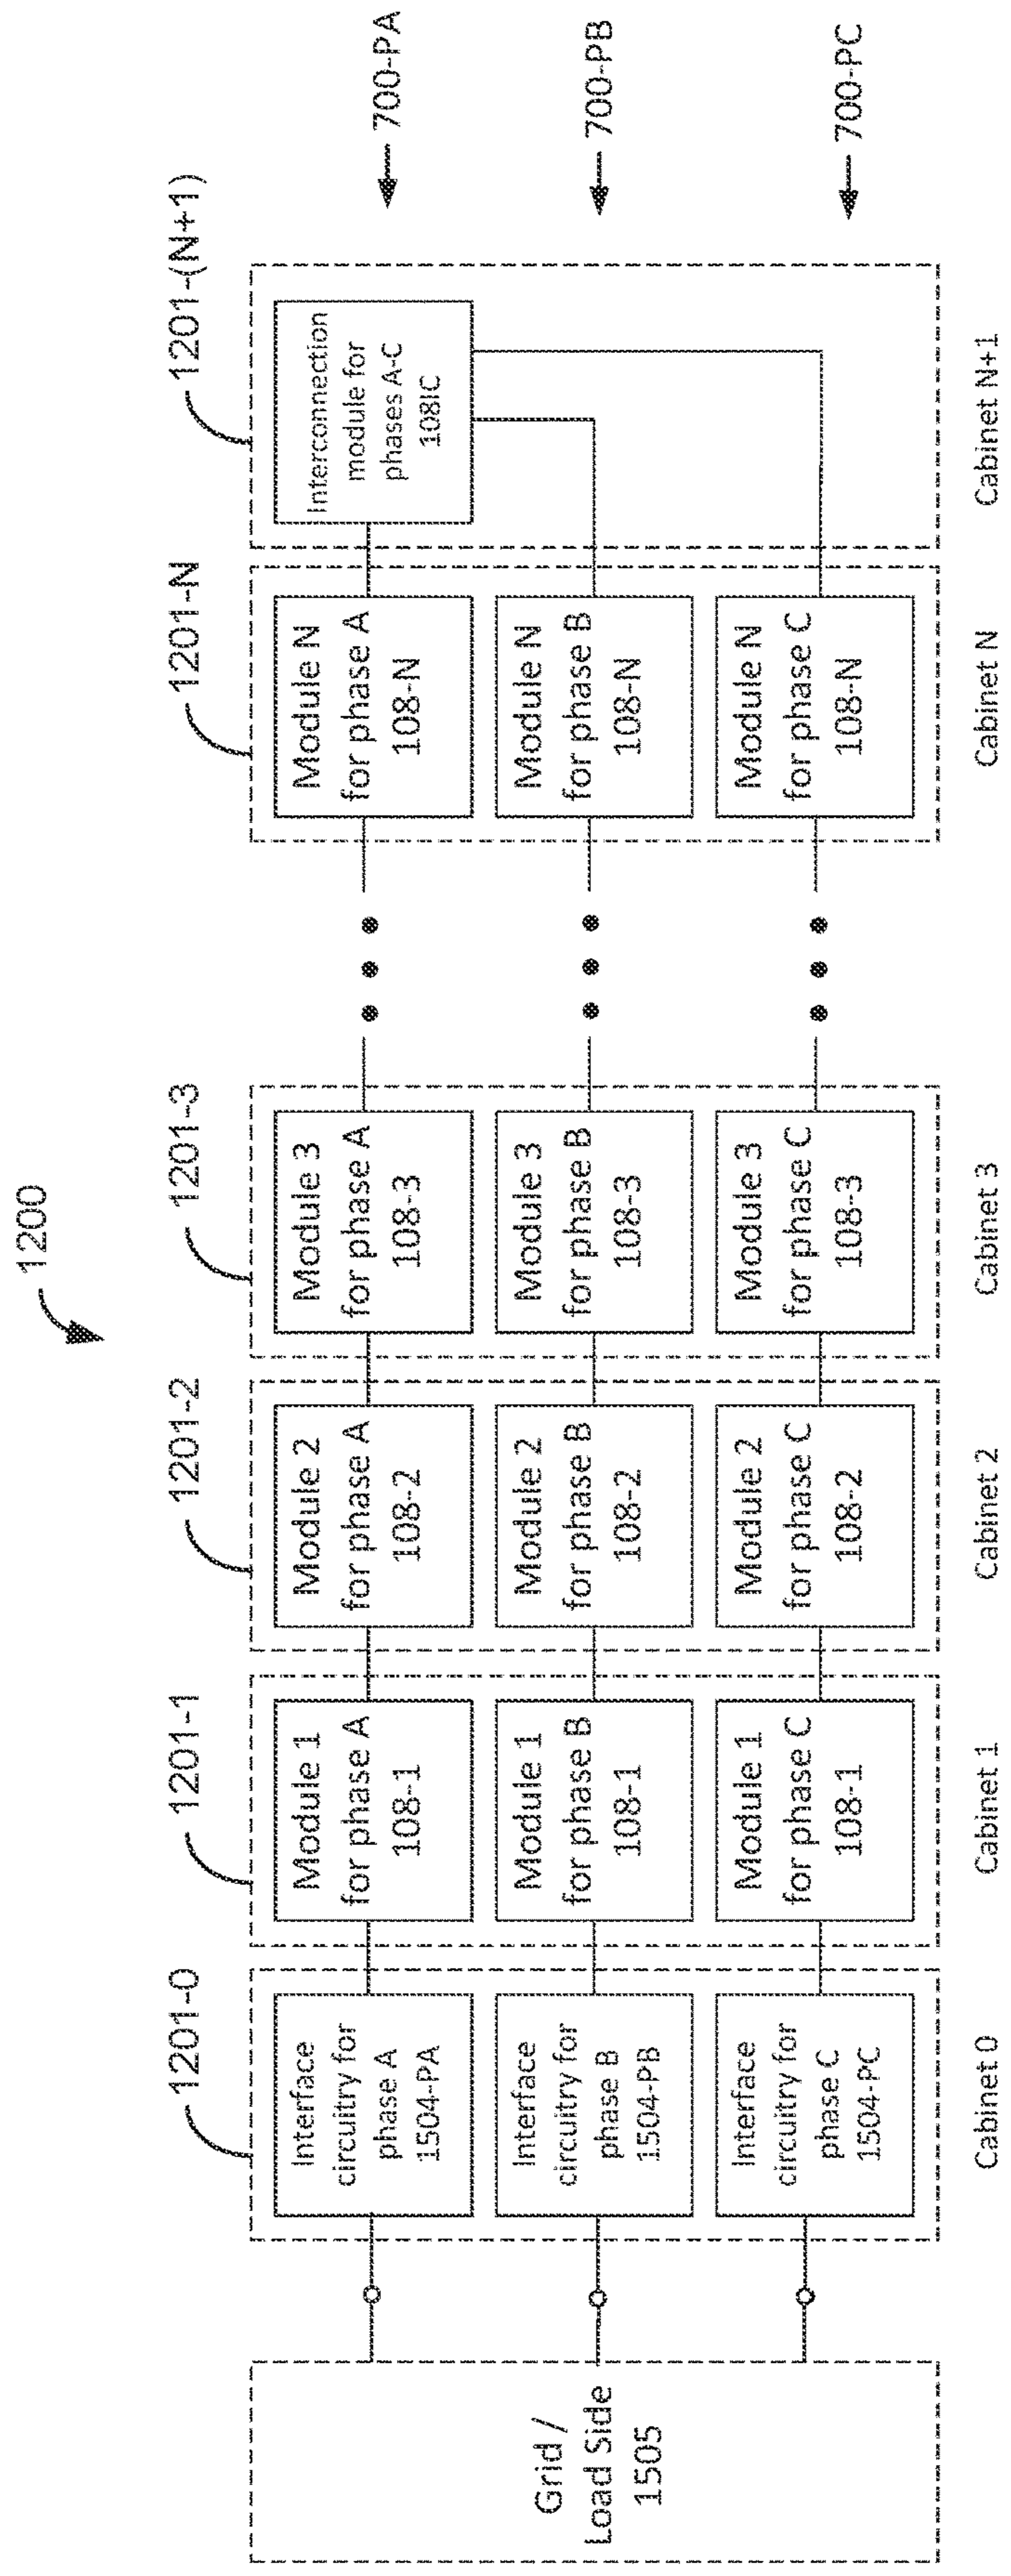 1200
1201-0
1201-1
1201-2
1201-3
1201-N
1201-(N+1)
Grid /
Load Side
1505
Interface
circuitry for
phase A
1504-PA
Module 1
for phase A
108-1
Module 2
for phase A
108-2
Module 3
for phase A
108-3
Module N
for phase A
108-N
Interconnection
module for
phases A-C
108IC
700-PA
Interface
circuitry for
phase B
1504-PB
Module 1
for phase B
108-1
Module 2
for phase B
108-2
Module 3
for phase B
108-3
Module N
for phase B
108-N
700-PB
Interface
circuitry for
phase C
1504-PC
Module 1
for phase C
108-1
Module 2
for phase C
108-2
Module 3
for phase C
108-3
Module N
for phase C
108-N
700-PC
Cabinet 0
Cabinet 1
Cabinet 2
Cabinet 3
Cabinet N
Cabinet N+1